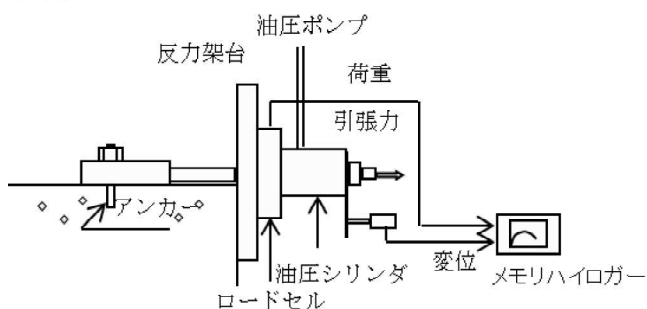 油圧ポンプ
反力架台
荷重
引張力
アンカー
油圧シリンダ
変位
メモリハイロガー
ロードセル